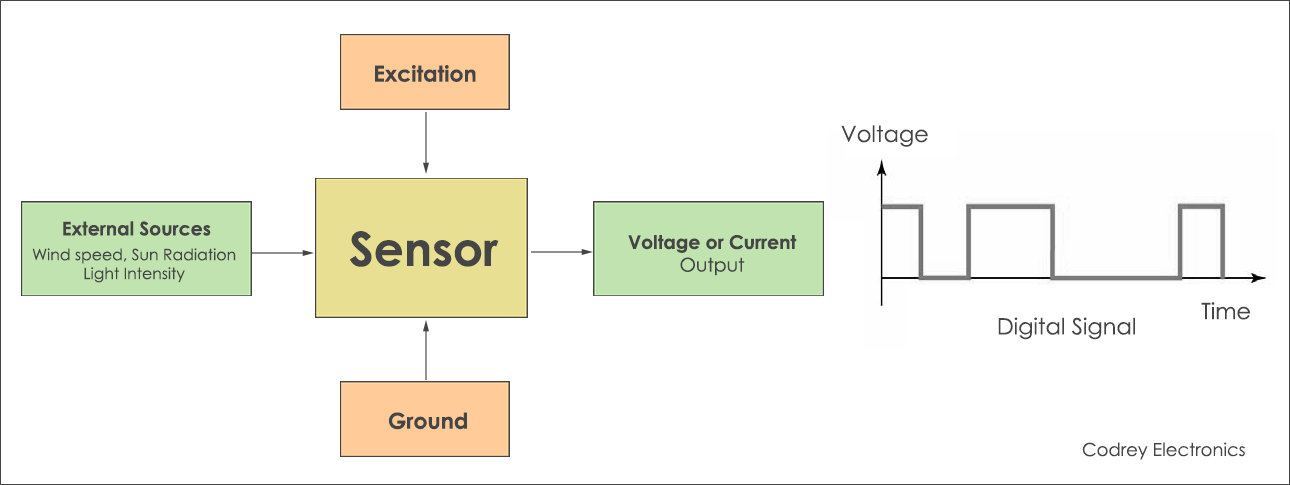 Excitation
Voltage
External Sources
Wind speed, Sun Radiation
Light Intensity
Sensor
Voltage or Current
Output
Time
Digital Signal
Ground
Codrey Electronics